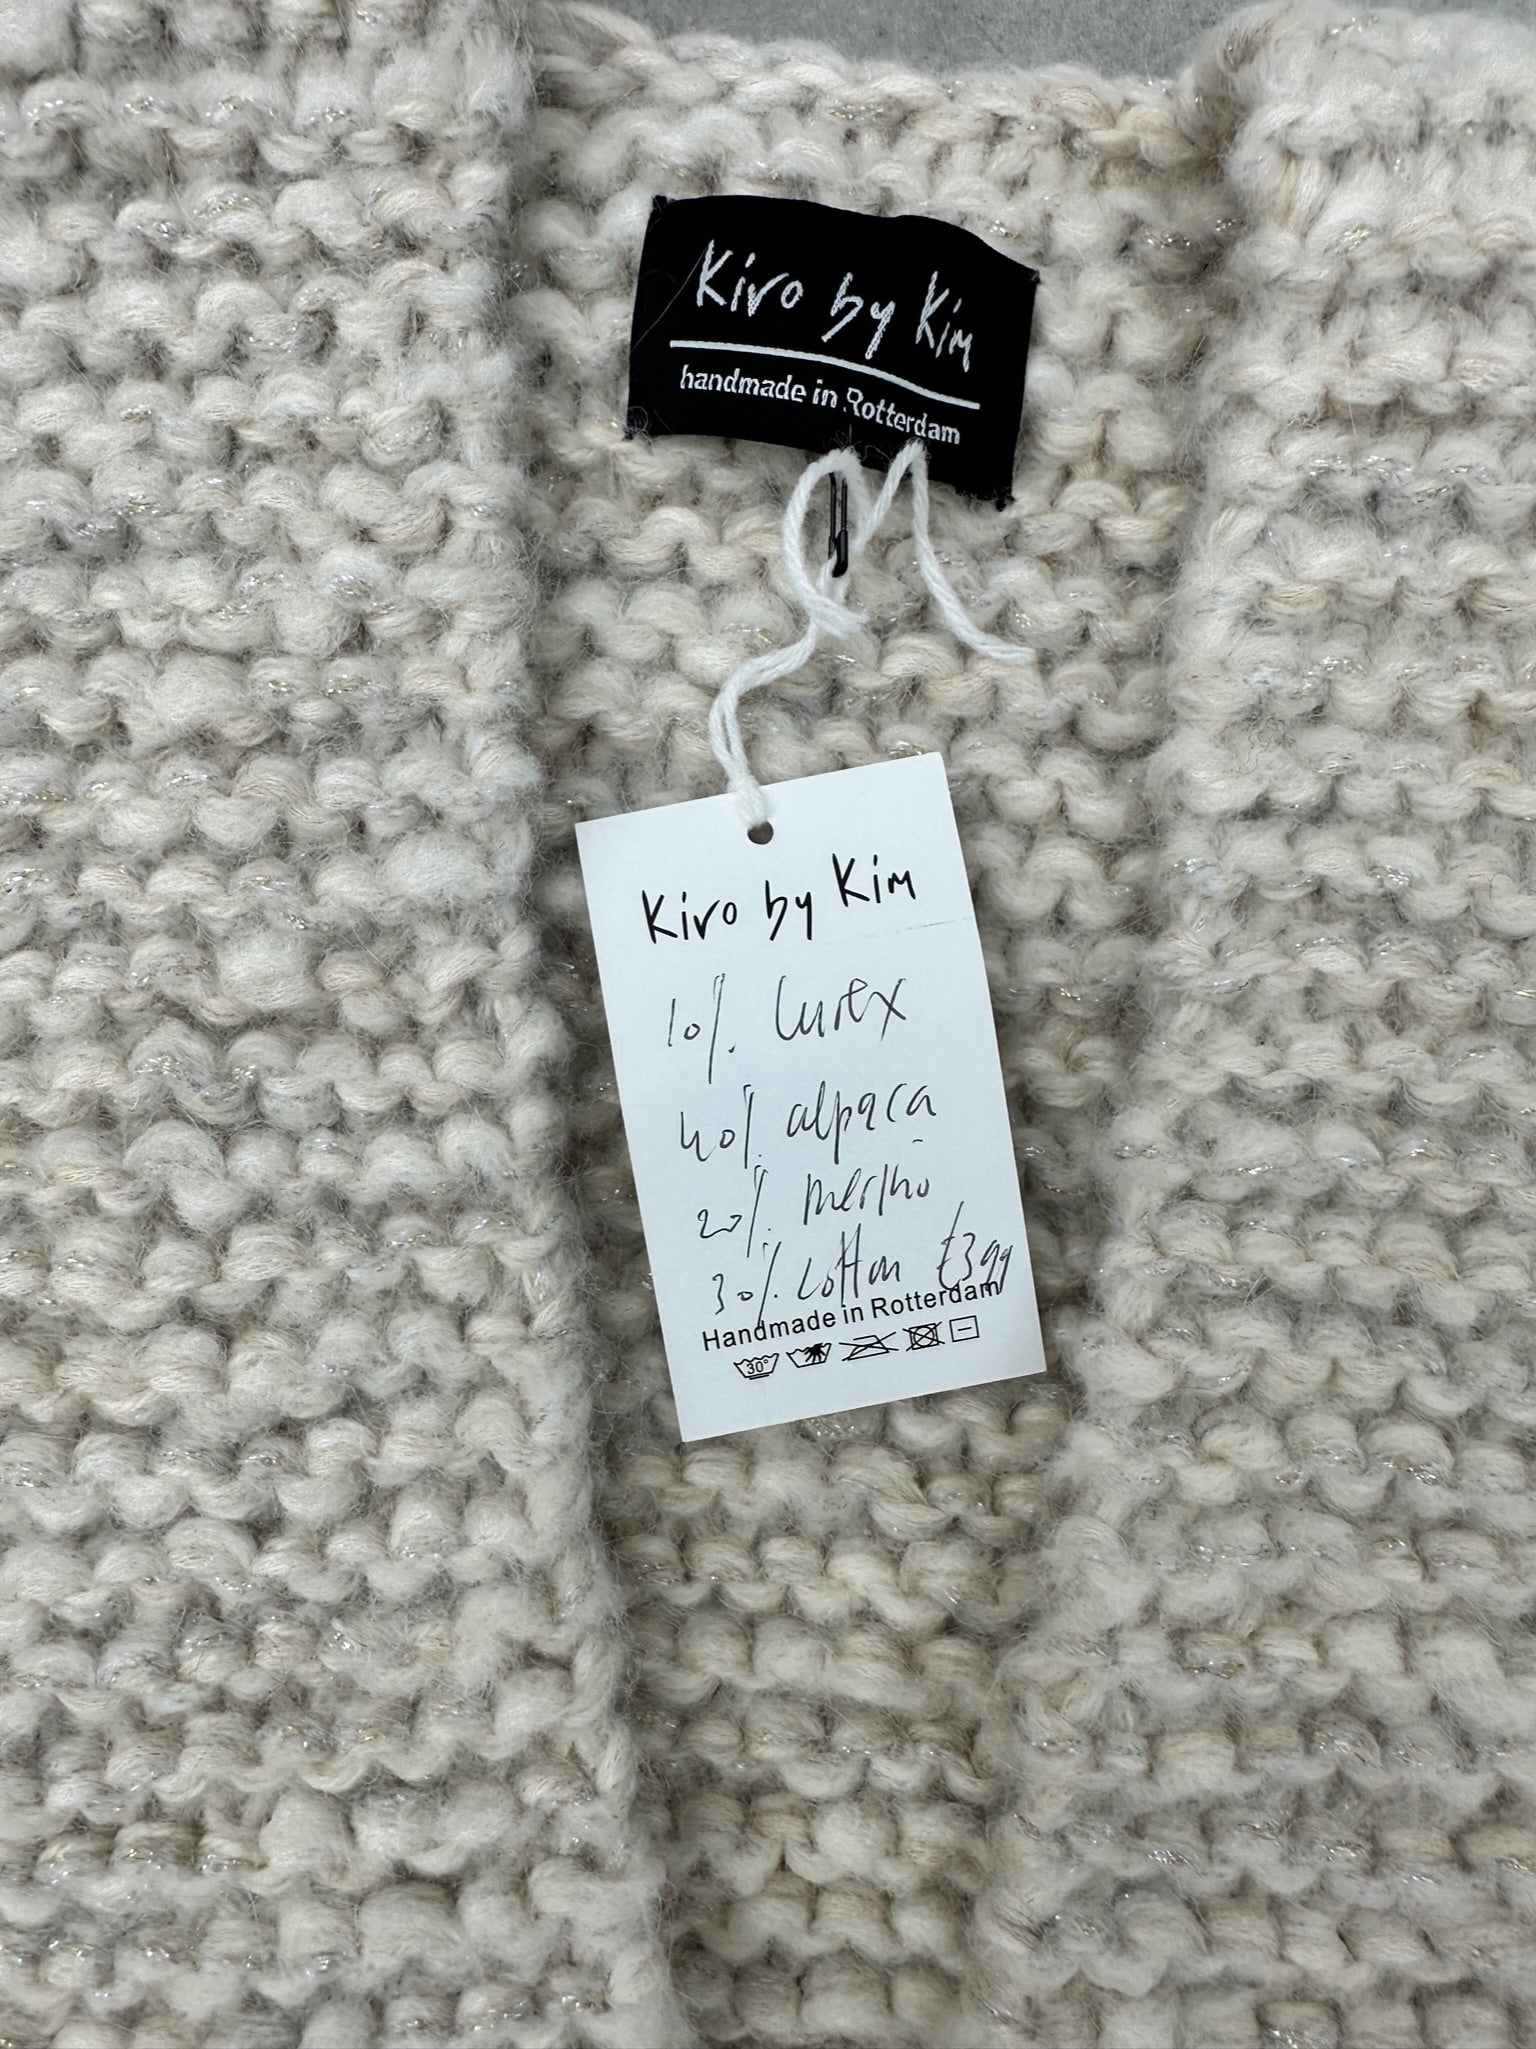 Kiro by Kim
handmade in Rotterdam
Kiro by Kim
10%. lurex
40%. alpaca
20%. merino
30%. cotton €399
Handmade in Rotterdam
30°